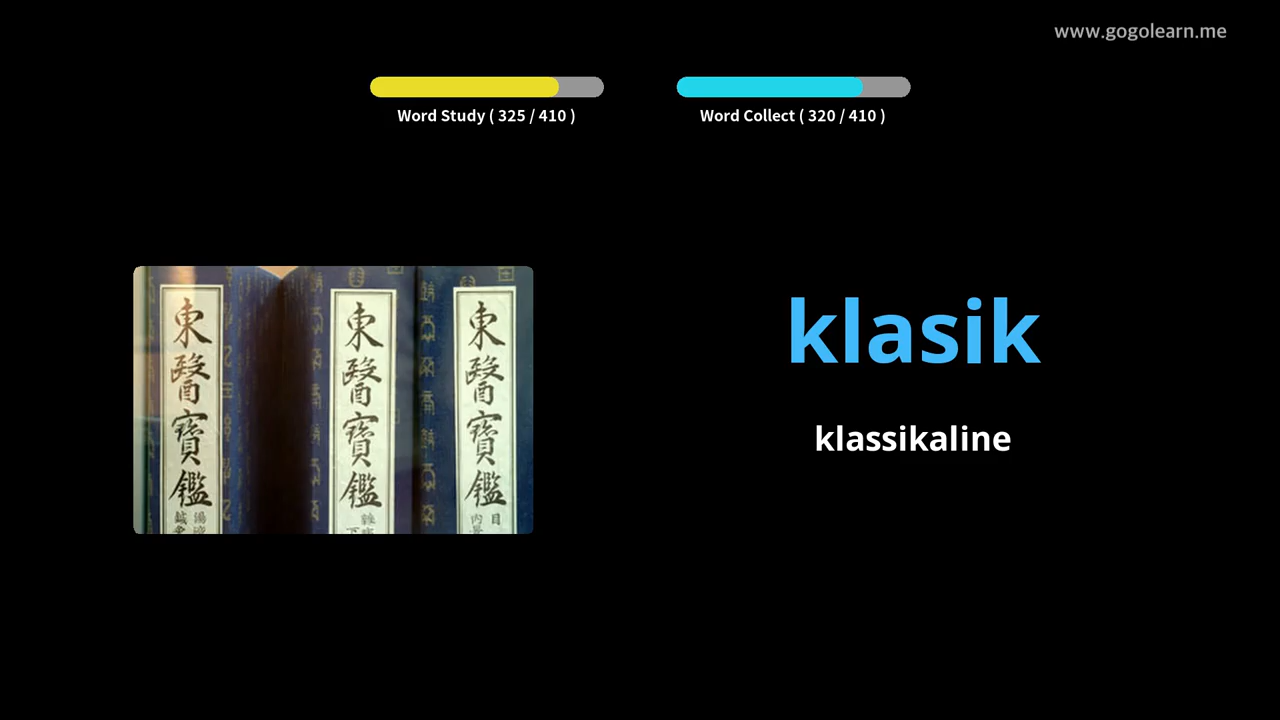 www.gogolearn.me
Word Study ( 325 / 410 )
Word Collect ( 320 / 410 )
東醫寶鑑
東醫寶鑑
東醫寶鑑
klasik
klassikaline